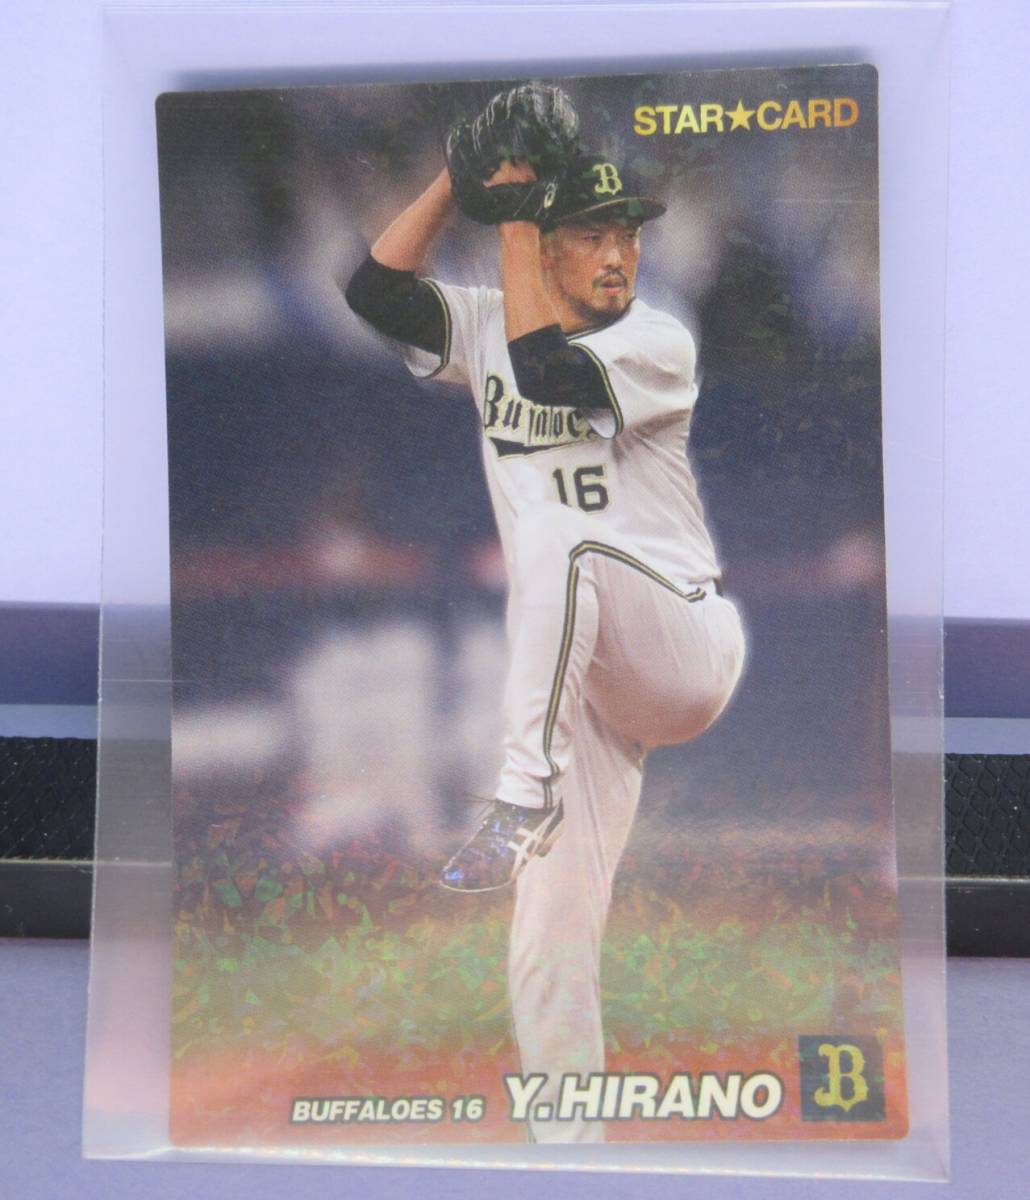 STAR★CARD
B
Buffaloes
16
BUFFALOES 16 Y.HIRANO
B